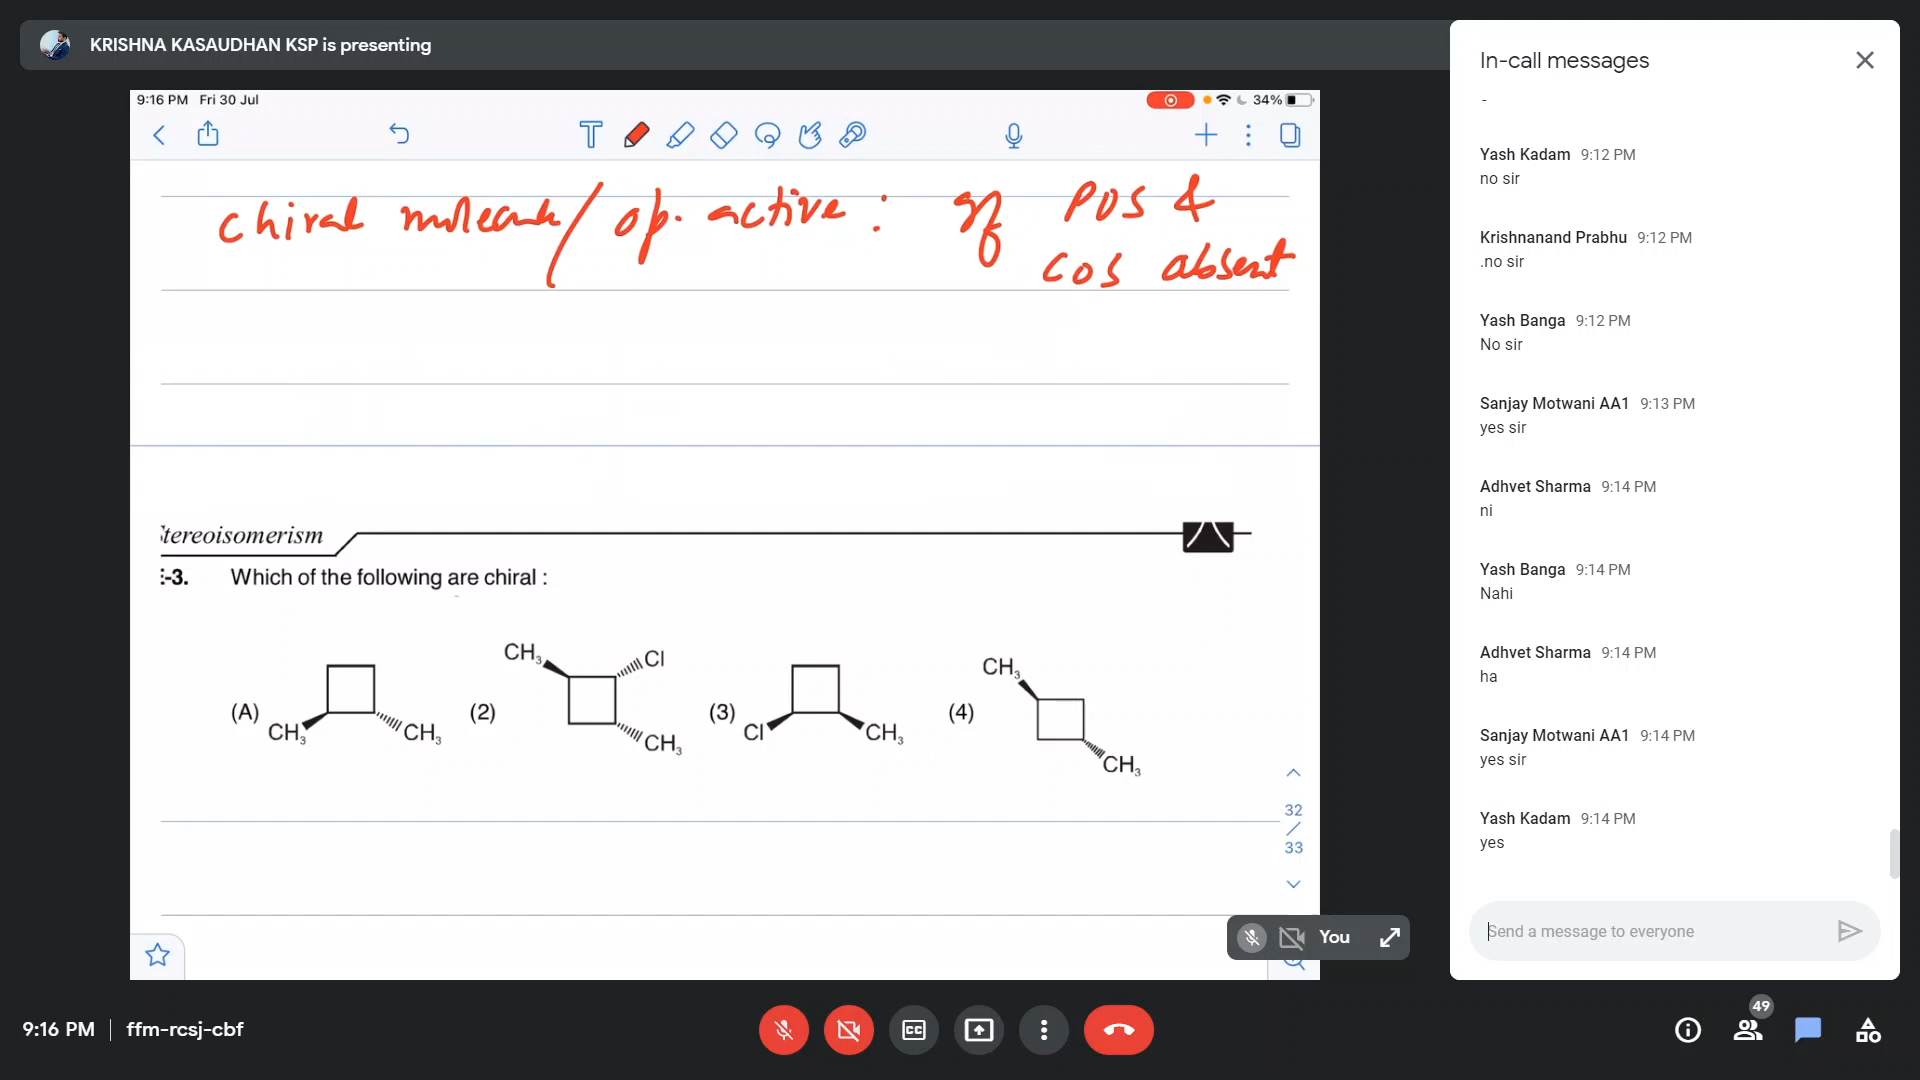 KRISHNA KASAUDHAN KSP is presenting
9:16 PM Fri 30 Jul
34%
chiral molecule/ op. active : If POS &
COS absent
tereoisomerism
-3. Which of the following are chiral :
(A) CH3 CH3
(2) CH3 Cl CH3
(3) Cl CH3
(4) CH3 CH3
32
/
33
You
9:16 PM | ffm-rcsj-cbf
CC
49
In-call messages
-
Yash Kadam 9:12 PM
no sir
Krishnanand Prabhu 9:12 PM
.no sir
Yash Banga 9:12 PM
No sir
Sanjay Motwani AA1 9:13 PM
yes sir
Adhvet Sharma 9:14 PM
ni
Yash Banga 9:14 PM
Nahi
Adhvet Sharma 9:14 PM
ha
Sanjay Motwani AA1 9:14 PM
yes sir
Yash Kadam 9:14 PM
yes
Send a message to everyone